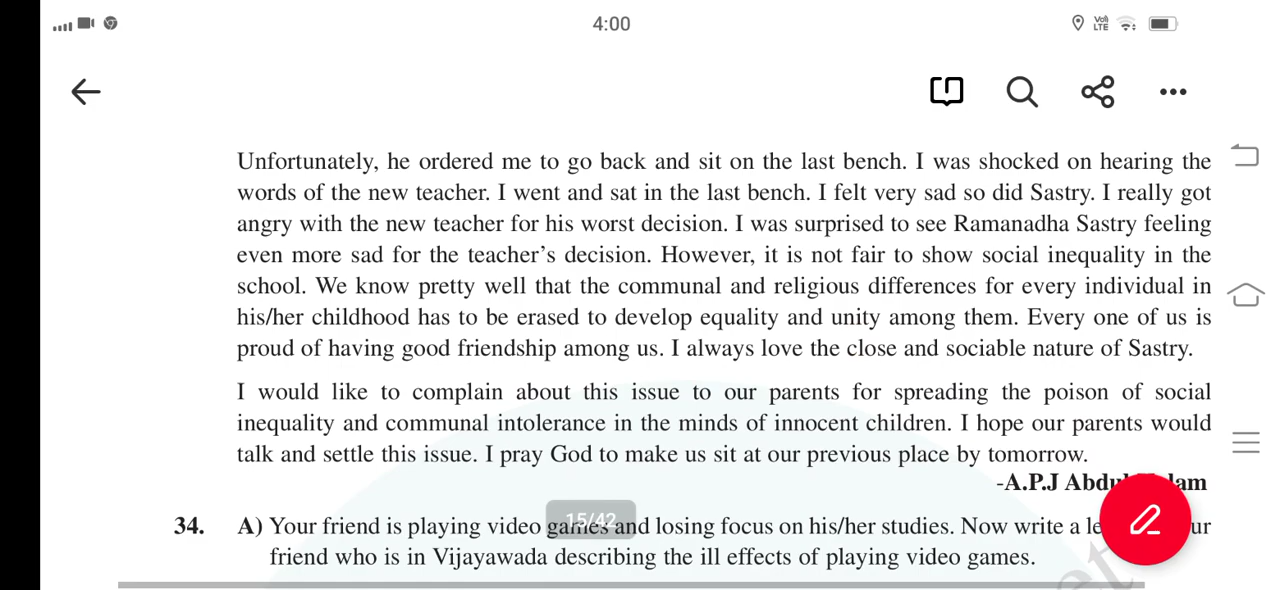 4:00
Vo) LTE
Unfortunately, he ordered me to go back and sit on the last bench. I was shocked on hearing the
words of the new teacher. I went and sat in the last bench. I felt very sad so did Sastry. I really got
angry with the new teacher for his worst decision. I was surprised to see Ramanadha Sastry feeling
even more sad for the teacher's decision. However, it is not fair to show social inequality in the
school. We know pretty well that the communal and religious differences for every individual in
his/her childhood has to be erased to develop equality and unity among them. Every one of us is
proud of having good friendship among us. I always love the close and sociable nature of Sastry.
I would like to complain about this issue to our parents for spreading the poison of social
inequality and communal intolerance in the minds of innocent children. I hope our parents would
talk and settle this issue. I pray God to make us sit at our previous place by tomorrow.
-A.P.J Abdul
34. A) Your friend is playing video games and losing focus on his/her studies. Now write a
15/42
friend who is in Vijayawada describing the ill effects of playing video games.